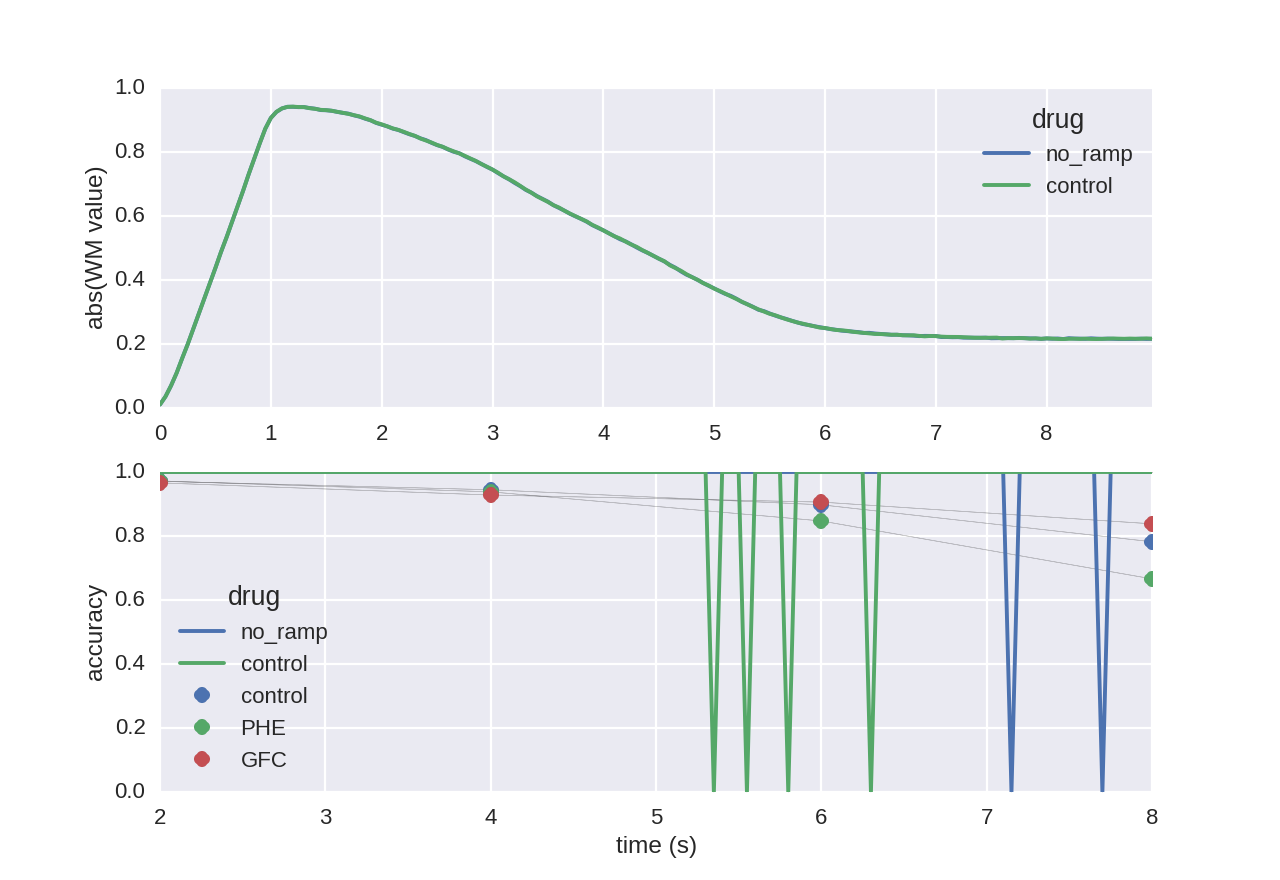 1.0
0.8
0.6
0.4
0.2
0.0
abs(WM value)
drug
no_ramp
control
0 1 2 3 4 5 6 7 8
1.0
0.8
0.6
0.4
0.2
0.0
accuracy
drug
no_ramp
control
control
PHE
GFC
2 3 4 5 6 7 8
time (s)